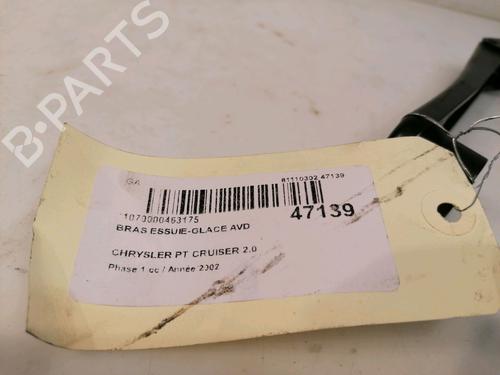 B-PARTS
GA
81110302 47139
1070000463175
47139
BRAS ESSUIE-GLACE AVD
CHRYSLER PT CRUISER 2.0
Phase 1 cc / Année 2002